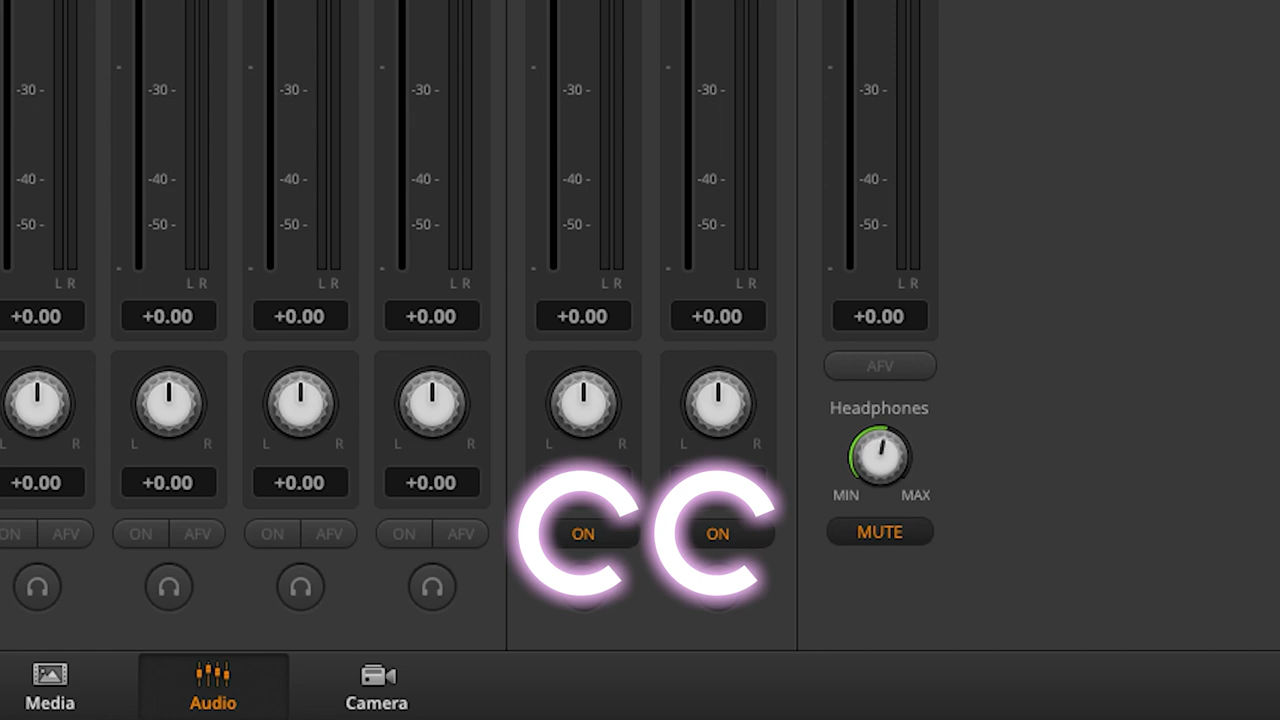 -30 - -30 - -30 - -30 - -30 - -30 - -30 -
-40 - -40 - -40 - -40 - -40 - -40 - -40 -
-50 - -50 - -50 - -50 - -50 - -50 - -50 -
L R L R L R L R L R L R L R
+0.00 +0.00 +0.00 +0.00 +0.00 +0.00 +0.00
AFV
Headphones
L R L R L R L R L R L R
+0.00 +0.00 +0.00 +0.00 MIN MAX
ON AFV ON AFV ON AFV ON AFV ON ON MUTE
Media Audio Camera